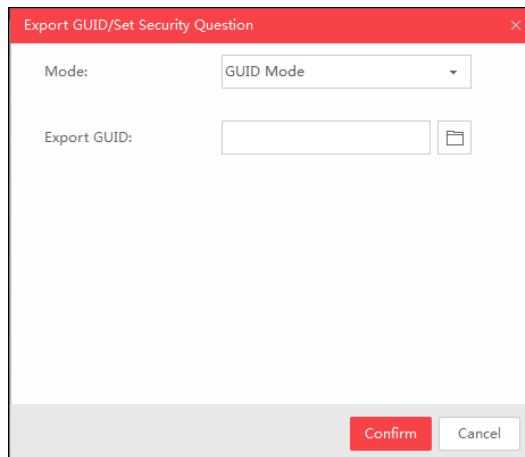 Export GUID/Set Security Question
Mode:
GUID Mode
Export GUID:
Confirm
Cancel